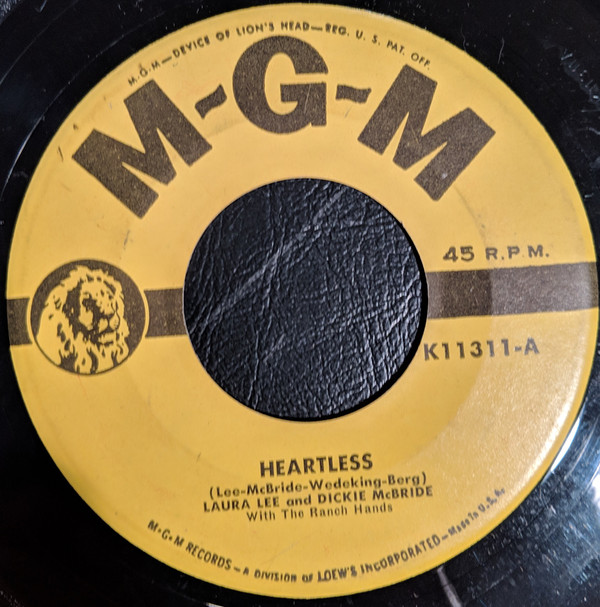 M-G-M—DEVICE OF LION'S HEAD—REG. U. S. PAT. OFF.
M-G-M
45 R.P.M.
K11311-A
HEARTLESS
(Lee-McBride-Wedeking-Berg)
LAURA LEE and DICKIE McBRIDE
With The Ranch Hands
M-G-M RECORDS—A DIVISION OF LOEW'S INCORPORATED—MADE IN U.S.A.